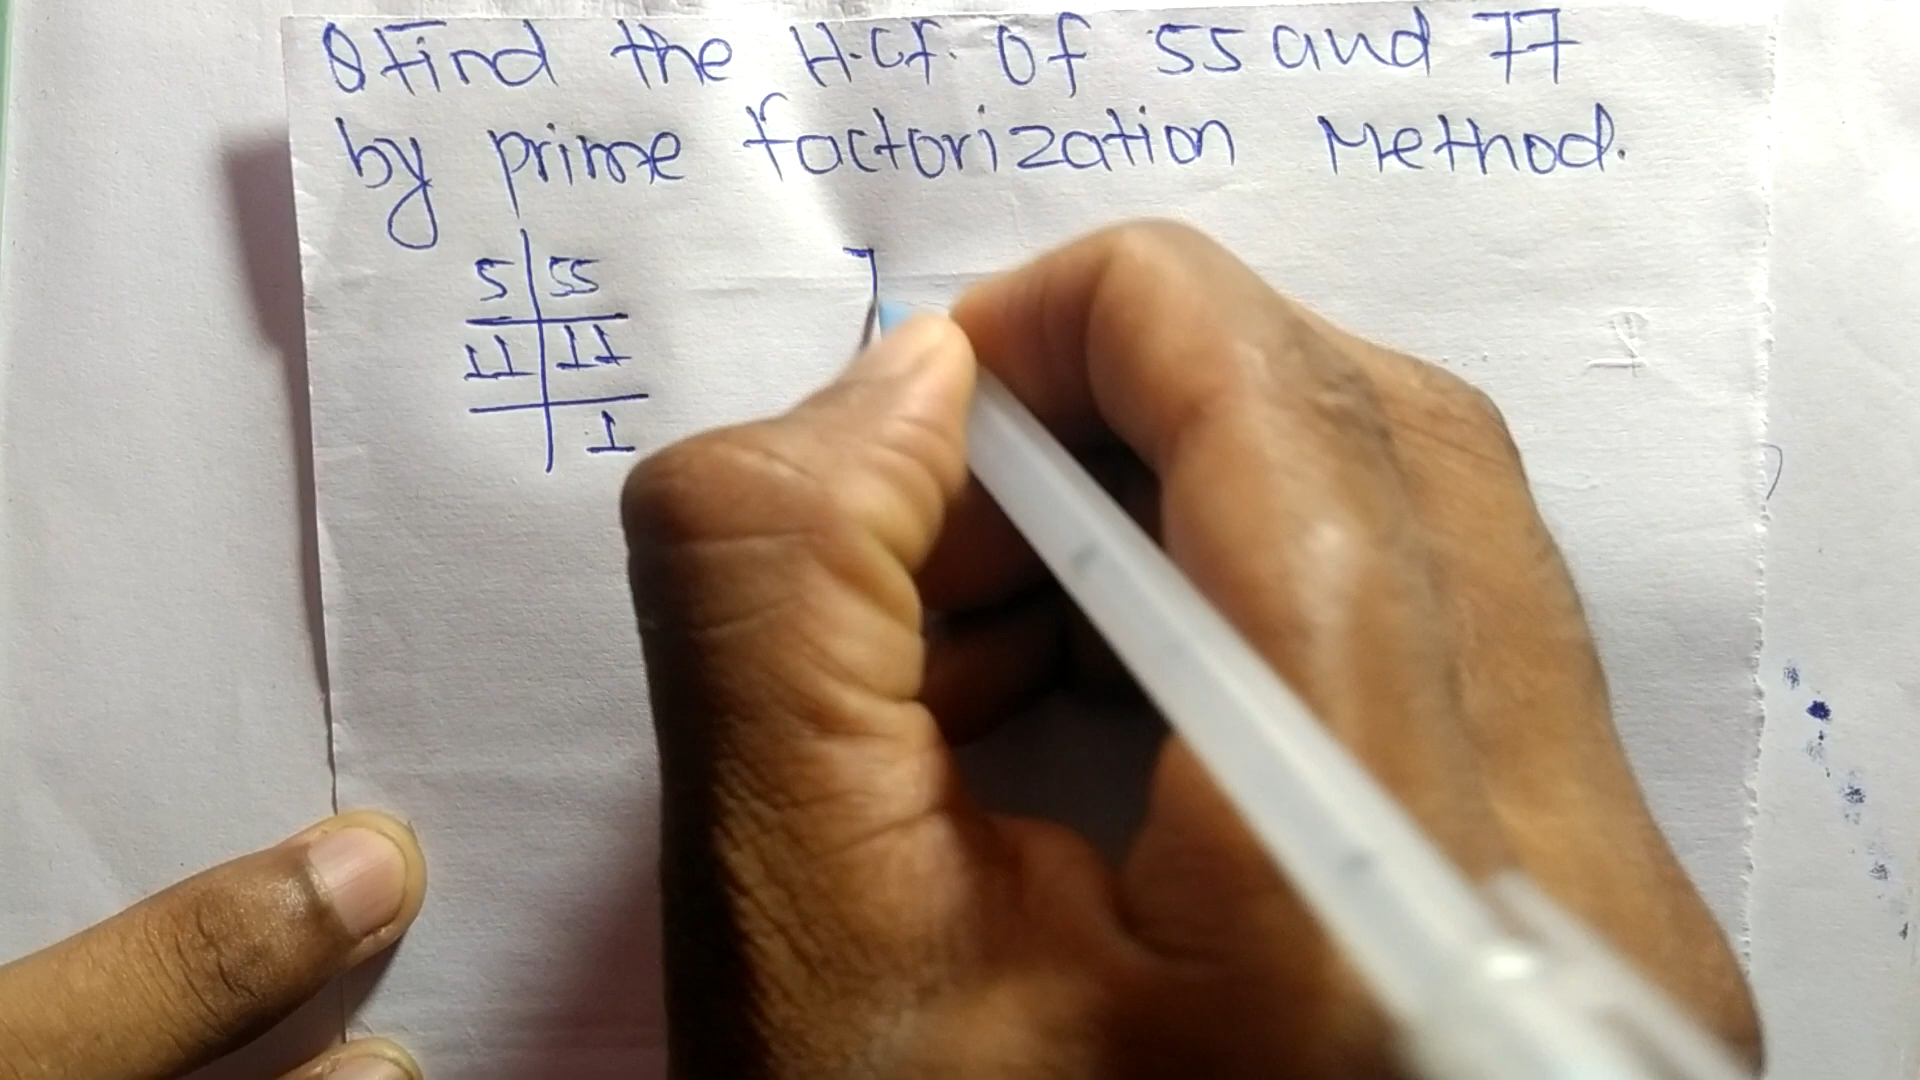 Q Find the H.C.F. Of 55 and 77
by prime factorization Method.
5 | 55
11 | 11
1
7